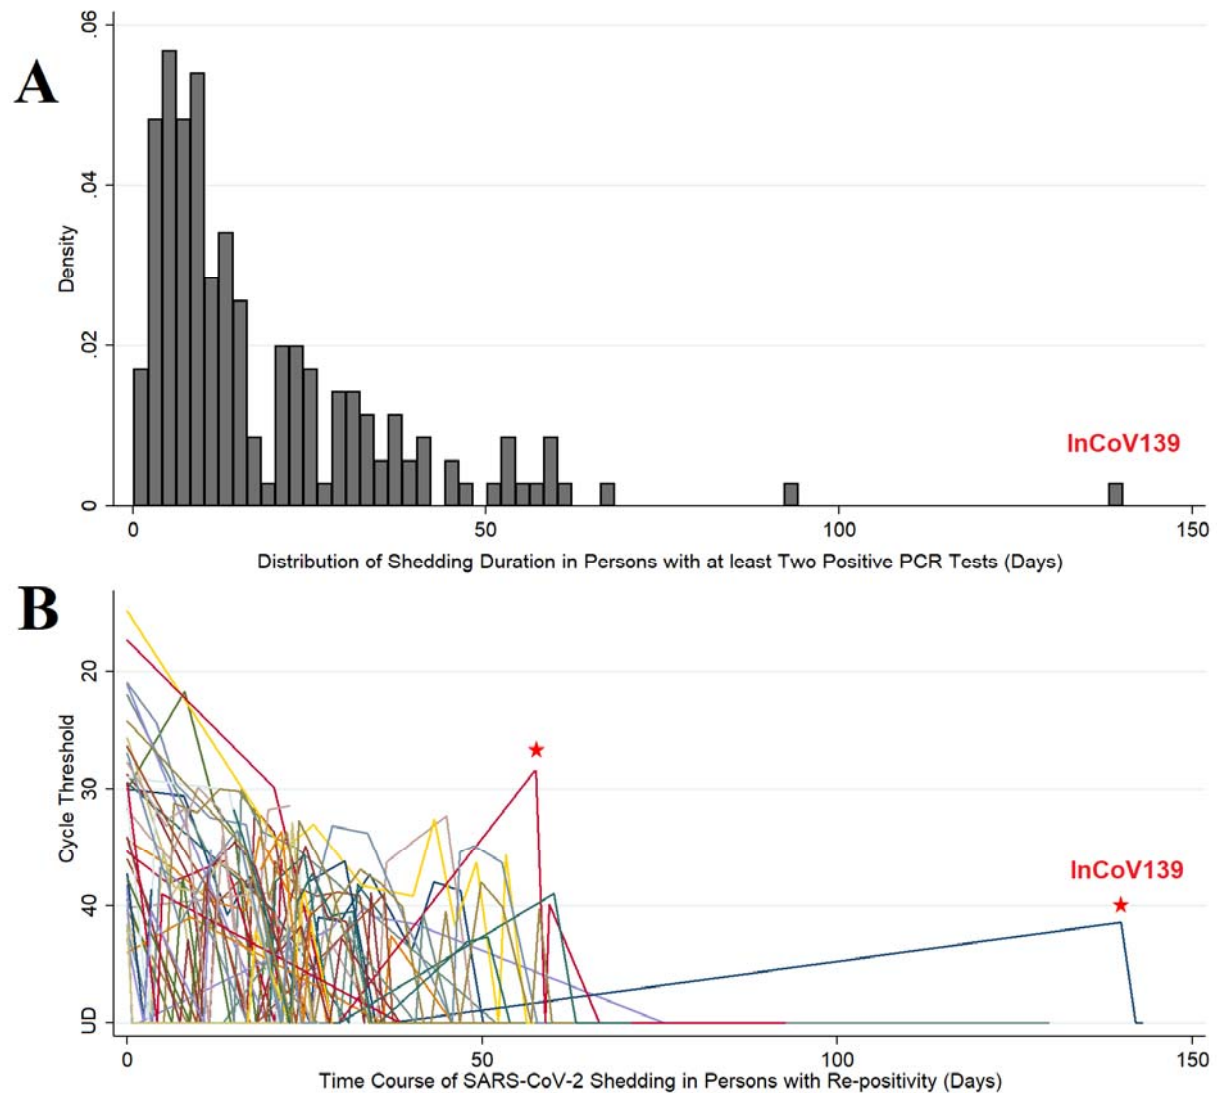 A
.06
.04
.02
0
Density
InCoV139
0 50 100 150
Distribution of Shedding Duration in Persons with at least Two Positive PCR Tests (Days)
B
20
30
40
UD
Cycle Threshold
InCoV139
0 50 100 150
Time Course of SARS-CoV-2 Shedding in Persons with Re-positivity (Days)